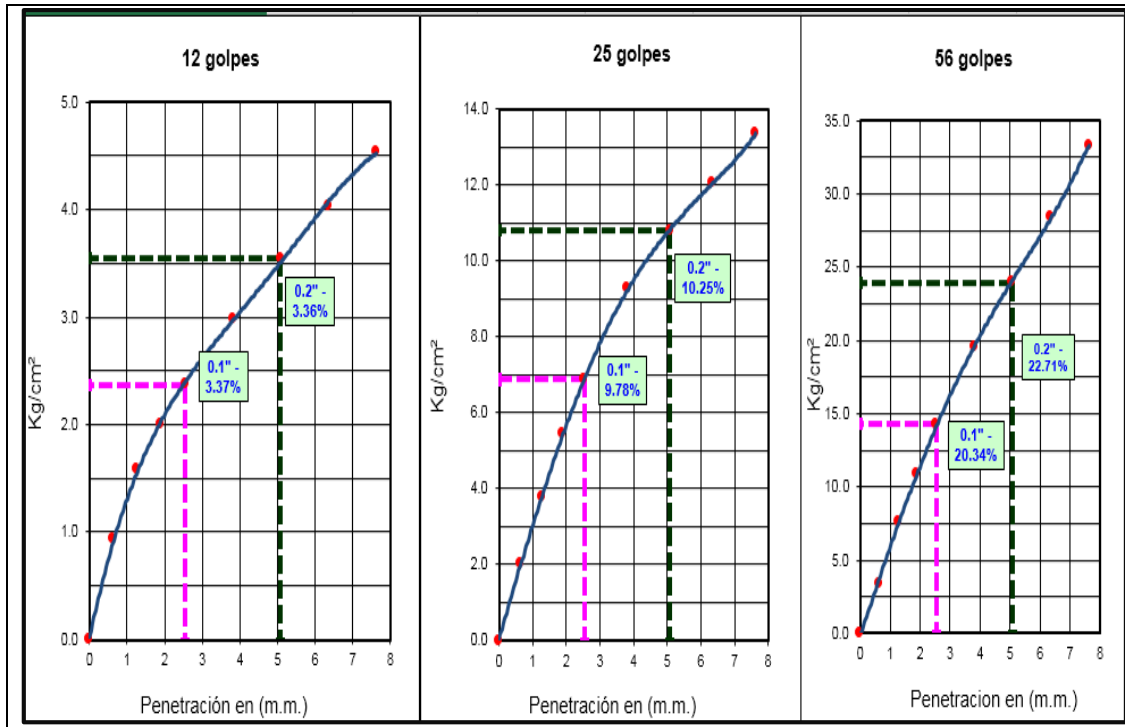 12 golpes
5.0
4.0
3.0
2.0
1.0
0.0
Kg/cm²
0.2" -
3.36%
0.1" -
3.37%
0 1 2 3 4 5 6 7 8
Penetración en (m.m.)
25 golpes
14.0
12.0
10.0
8.0
6.0
4.0
2.0
0.0
Kg/cm²
0.2" -
10.25%
0.1" -
9.78%
0 1 2 3 4 5 6 7 8
Penetración en (m.m.)
56 golpes
35.0
30.0
25.0
20.0
15.0
10.0
5.0
0.0
Kg/cm²
0.2" -
22.71%
0.1" -
20.34%
0 1 2 3 4 5 6 7 8
Penetracion en (m.m.)